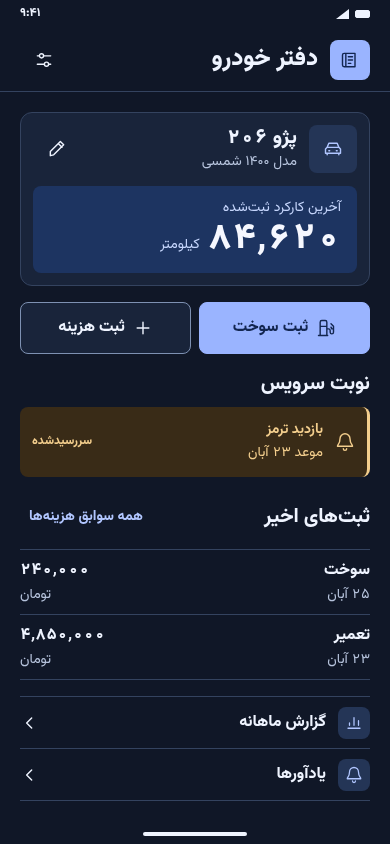 ۹:۴۱
دفتر خودرو
پژو ۲۰۶
مدل ۱۴۰۰ شمسی
آخرین کارکرد ثبت‌شده
۸۴,۶۲۰ کیلومتر
ثبت سوخت
ثبت هزینه
نوبت سرویس
بازدید ترمز
موعد ۲۳ آبان
سررسیدشده
ثبت‌های اخیر
همه سوابق هزینه‌ها
سوخت
۲۴۰,۰۰۰
۲۵ آبان
تومان
تعمیر
۴,۸۵۰,۰۰۰
۲۳ آبان
تومان
گزارش ماهانه
یادآورها